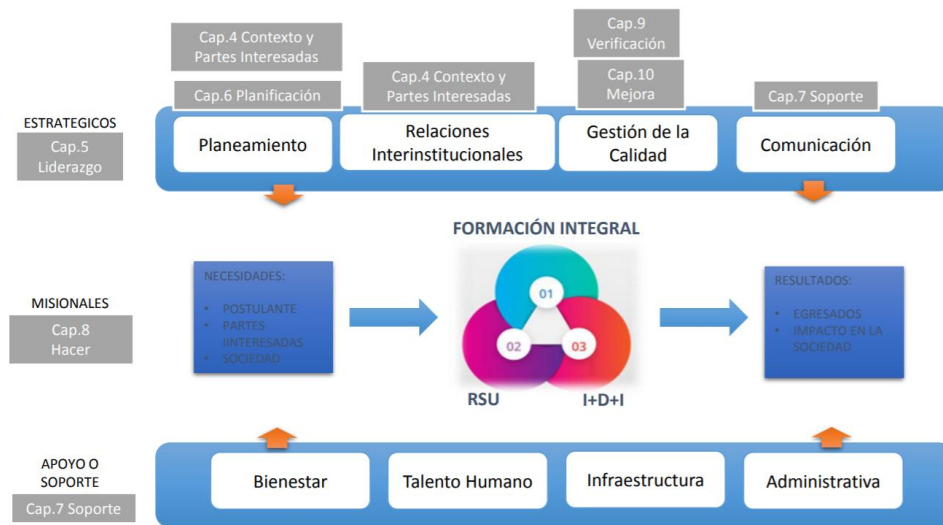 Cap.4 Contexto y
Partes Interesadas
Cap.6 Planificación
Cap.4 Contexto y
Partes Interesadas
Cap.9
Verificación
Cap.10
Mejora
Cap.7 Soporte
ESTRATEGICOS
Cap.5
Liderazgo
Planeamiento
Relaciones
Interinstitucionales
Gestión de la
Calidad
Comunicación
FORMACIÓN INTEGRAL
MISIONALES
Cap.8
Hacer
NECESIDADES:
• POSTULANTE
• PARTES
IINTERESADAS
• SOCIEDAD
01
02
03
RSU
I+D+I
RESULTADOS:
• EGRESADOS
• IMPACTO EN LA
SOCIEDAD
APOYO O
SOPORTE
Cap.7 Soporte
Bienestar
Talento Humano
Infraestructura
Administrativa